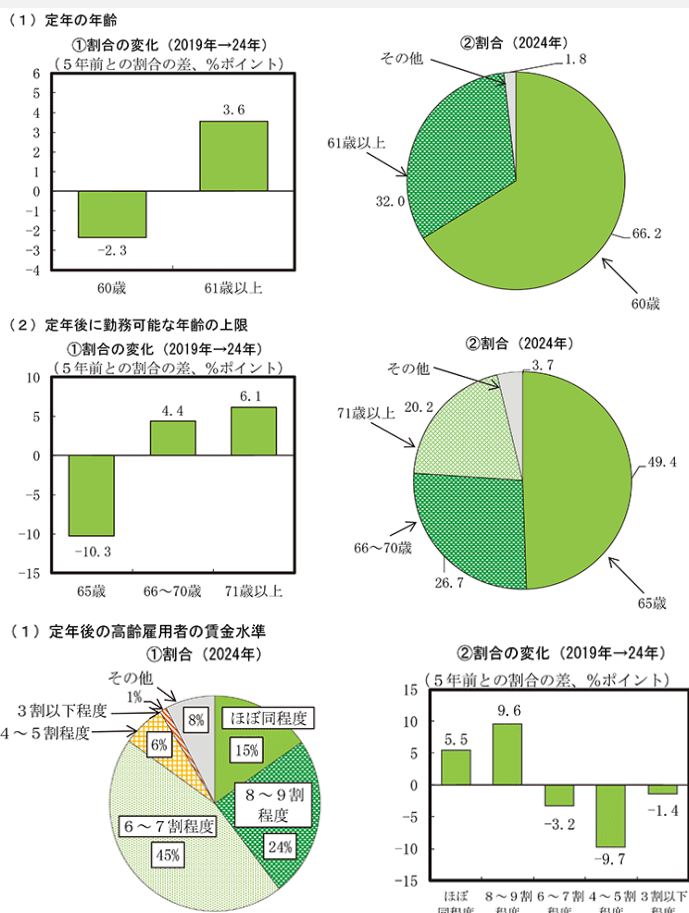 （１）定年の年齢
①割合の変化（2019年→24年）
（５年前との割合の差、%ポイント）
6
5
4
3
2
1
0
−1
−2
−3
−4
3.6
−2.3
60歳
61歳以上
②割合（2024年）
その他
1.8
61歳以上
32.0
66.2
60歳
（２）定年後に勤務可能な年齢の上限
①割合の変化（2019年→24年）
（５年前との割合の差、%ポイント）
10
5
0
−5
−10
−15
4.4
6.1
−10.3
65歳
66～70歳
71歳以上
②割合（2024年）
その他
3.7
71歳以上
20.2
49.4
66～70歳
26.7
65歳
（１）定年後の高齢雇用者の賃金水準
①割合（2024年）
その他
1%
３割以下程度
４～５割程度
8%
ほぼ同程度
15%
6%
８～９割
程度
24%
６～７割程度
45%
②割合の変化（2019年→24年）
（５年前との割合の差、%ポイント）
15
10
5
0
−5
−10
−15
5.5
9.6
−3.2
−9.7
−1.4
ほぼ
同程度
８～９割
程度
６～７割
程度
４～５割
程度
３割以下
程度